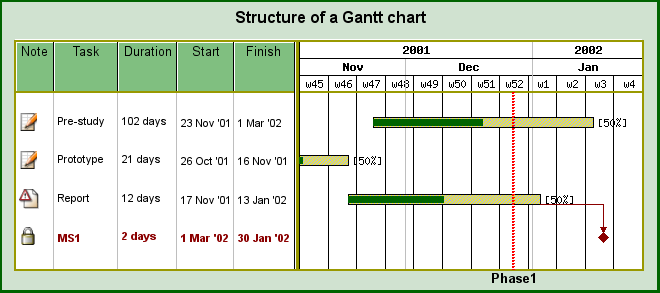 Structure of a Gantt chart
Note Task Duration Start Finish 2001 2002
Nov Dec Jan
w45 w46 w47 w48 w49 w50 w51 w52 w1 w2 w3 w4
Pre-study 102 days 23 Nov '01 1 Mar '02 [50%]
Prototype 21 days 26 Oct '01 16 Nov '01 [50%]
Report 12 days 17 Nov '01 13 Jan '02 [50%]
MS1 2 days 1 Mar '02 30 Jan '02
Phase1